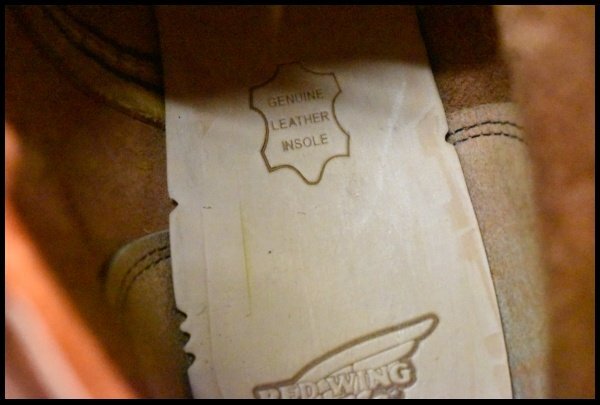 GENUINE
LEATHER
INSOLE
RED WING